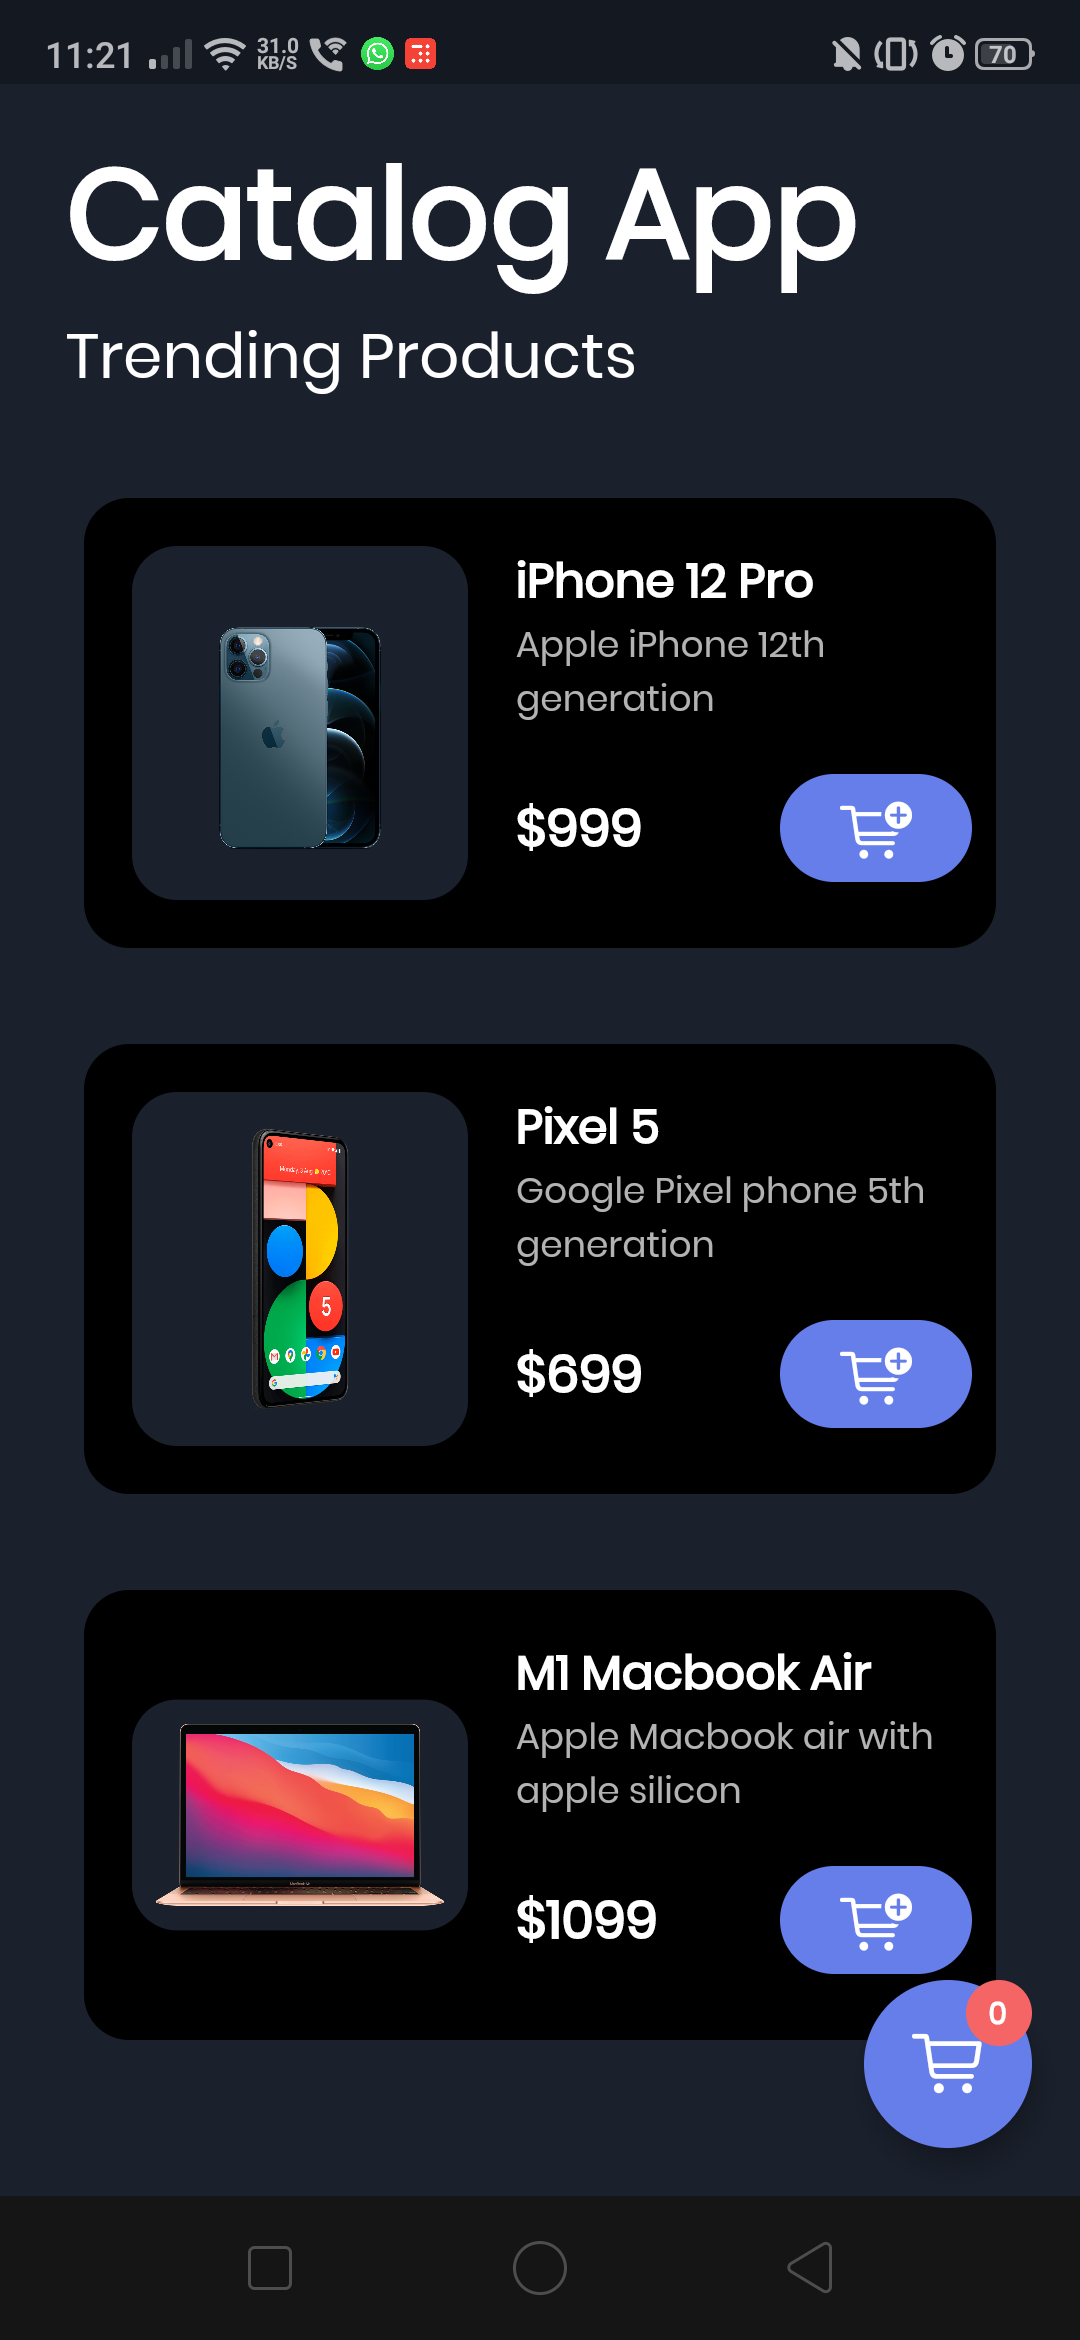 11:21 31.0 KB/S 70
Catalog App
Trending Products
iPhone 12 Pro
Apple iPhone 12th
generation
$999
Pixel 5
Google Pixel phone 5th
generation
5
$699
M1 Macbook Air
Apple Macbook air with
apple silicon
$1099
0